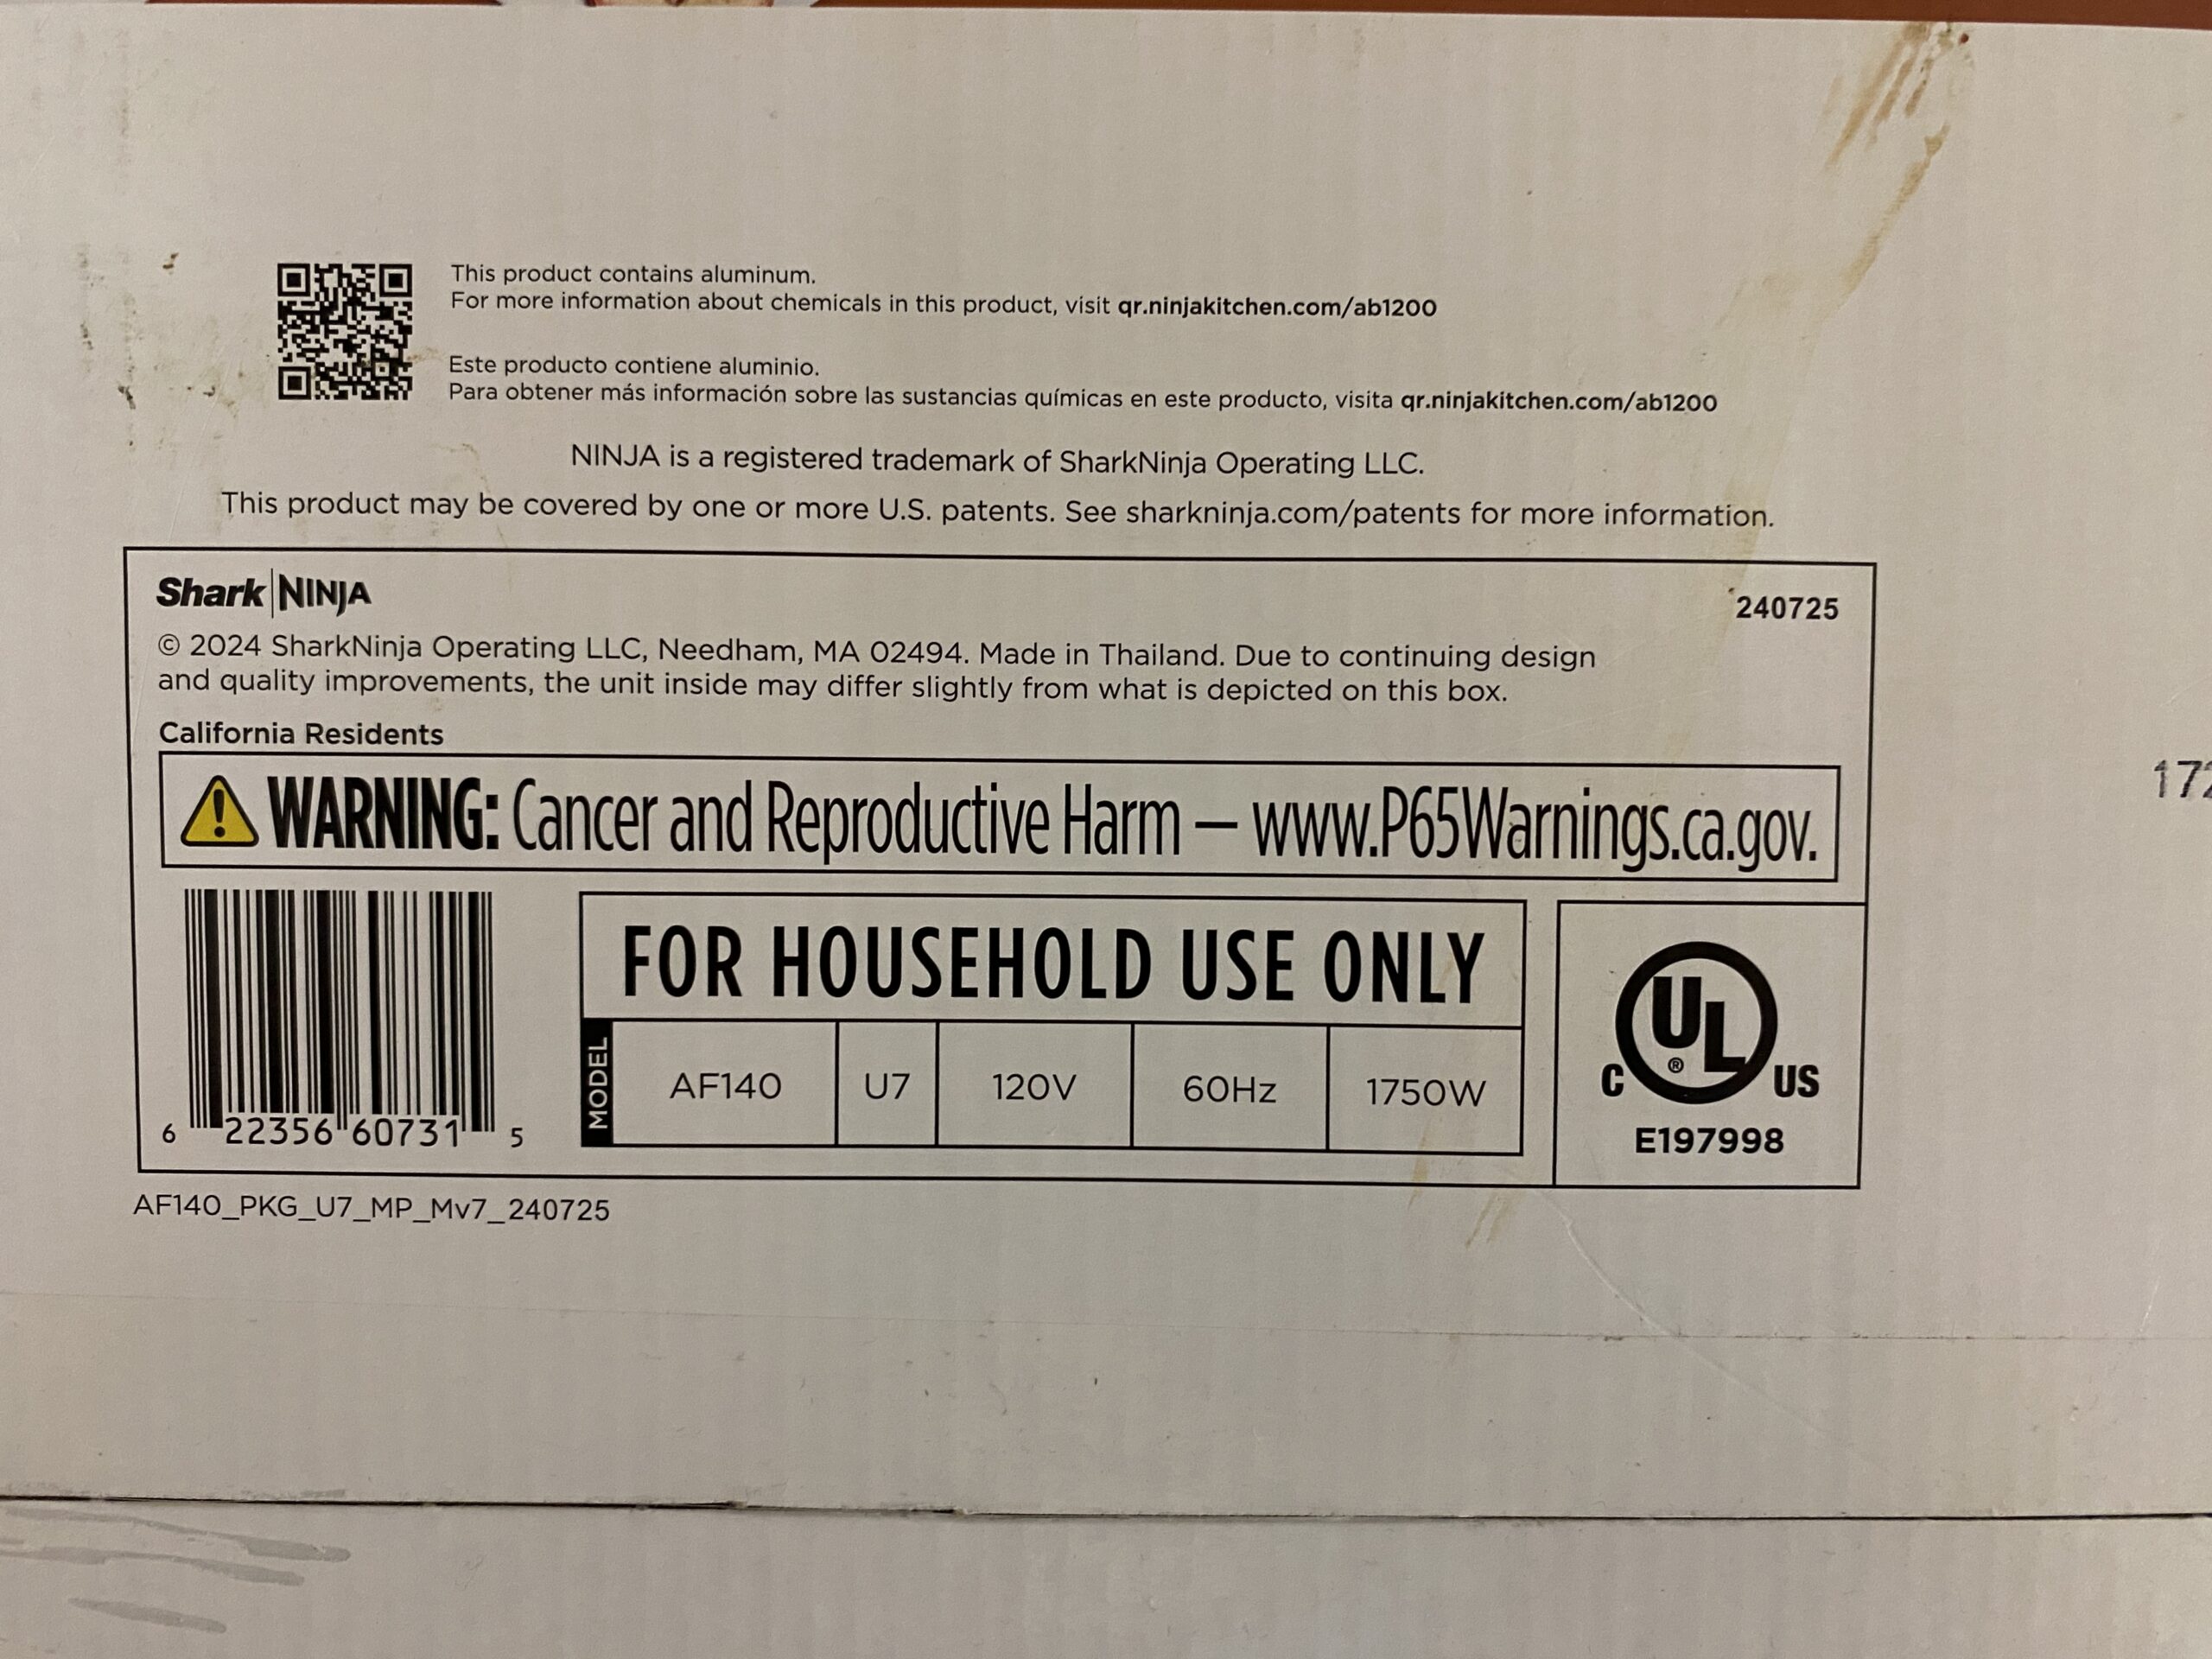 This product contains aluminum.
For more information about chemicals in this product, visit qr.ninjakitchen.com/ab1200
Este producto contiene aluminio.
Para obtener más información sobre las sustancias químicas en este producto, visita qr.ninjakitchen.com/ab1200
NINJA is a registered trademark of SharkNinja Operating LLC.
This product may be covered by one or more U.S. patents. See sharkninja.com/patents for more information.
Shark NINJA
240725
© 2024 SharkNinja Operating LLC, Needham, MA 02494. Made in Thailand. Due to continuing design
and quality improvements, the unit inside may differ slightly from what is depicted on this box.
California Residents
WARNING: Cancer and Reproductive Harm – www.P65Warnings.ca.gov.
FOR HOUSEHOLD USE ONLY
MODEL AF140 U7 120V 60Hz 1750W
C UL ® US
E197998
6 22356 60731 5
AF140_PKG_U7_MP_Mv7_240725